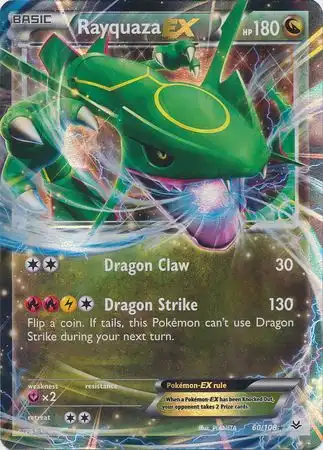 BASIC
Rayquaza EX HP 180
Dragon Claw 30
Dragon Strike 130
Flip a coin. If tails, this Pokémon can't use Dragon
Strike during your next turn.
weakness resistance
×2
retreat
Pokémon-EX rule
When a Pokémon-EX has been Knocked Out,
your opponent takes 2 Prize cards.
Illus. PLANETA
60/108